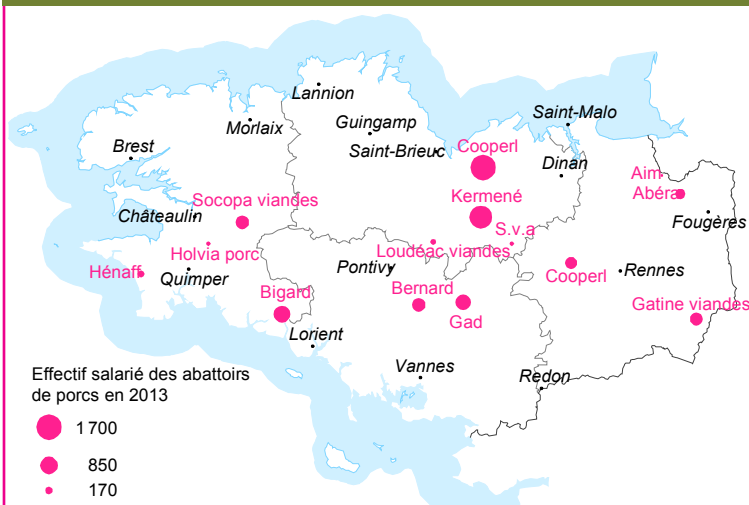 Lannion
Saint-Malo
Morlaix
Guingamp
Brest
Saint-Brieuc
Cooperl
Dinan
Aim
Abéra
Socopa viandes
Kermené
Châteaulin
S.v.a
Fougères
Holvia porc
Loudéac viandes
Hénaff
Quimper
Pontivy
Cooperl
Rennes
Bigard
Bernard
Gad
Gatine viandes
Lorient
Vannes
Redon
Effectif salarié des abattoirs
de porcs en 2013
1 700
850
170